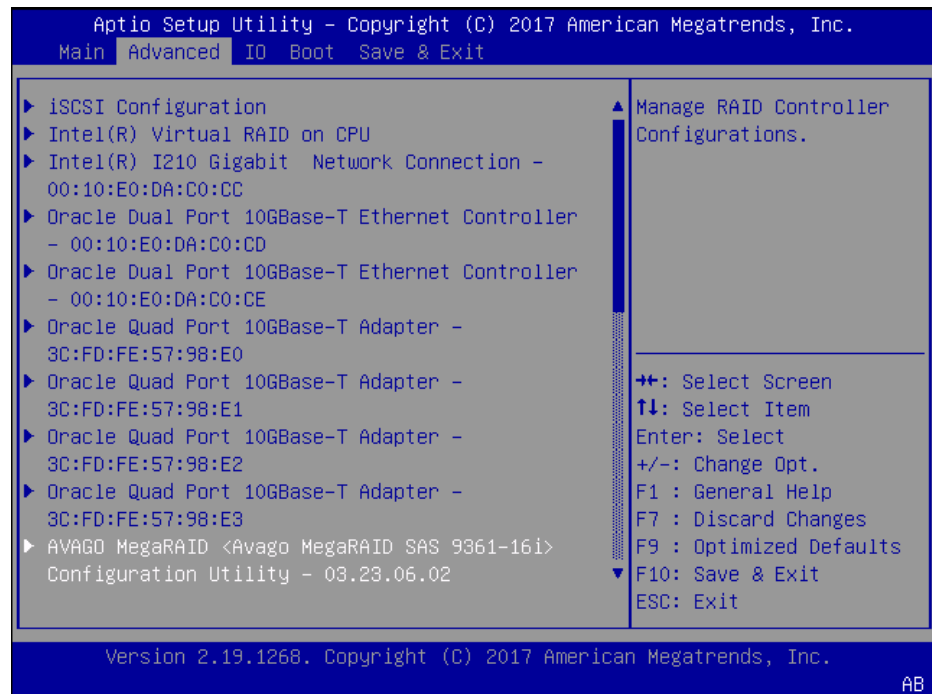 Aptio Setup Utility – Copyright (C) 2017 American Megatrends, Inc.
Main Advanced IO Boot Save & Exit
▶ iSCSI Configuration
▶ Intel(R) Virtual RAID on CPU
▶ Intel(R) I210 Gigabit  Network Connection –
00:10:E0:DA:C0:CC
▶ Oracle Dual Port 10GBase–T Ethernet Controller
– 00:10:E0:DA:C0:CD
▶ Oracle Dual Port 10GBase–T Ethernet Controller
– 00:10:E0:DA:C0:CE
▶ Oracle Quad Port 10GBase–T Adapter –
3C:FD:FE:57:98:E0
▶ Oracle Quad Port 10GBase–T Adapter –
3C:FD:FE:57:98:E1
▶ Oracle Quad Port 10GBase–T Adapter –
3C:FD:FE:57:98:E2
▶ Oracle Quad Port 10GBase–T Adapter –
3C:FD:FE:57:98:E3
▶ AVAGO MegaRAID <Avago MegaRAID SAS 9361–16i>
Configuration Utility – 03.23.06.02
Manage RAID Controller
Configurations.
→←: Select Screen
↑↓: Select Item
Enter: Select
+/–: Change Opt.
F1 : General Help
F7 : Discard Changes
F9 : Optimized Defaults
F10: Save & Exit
ESC: Exit
Version 2.19.1268. Copyright (C) 2017 American Megatrends, Inc.
AB